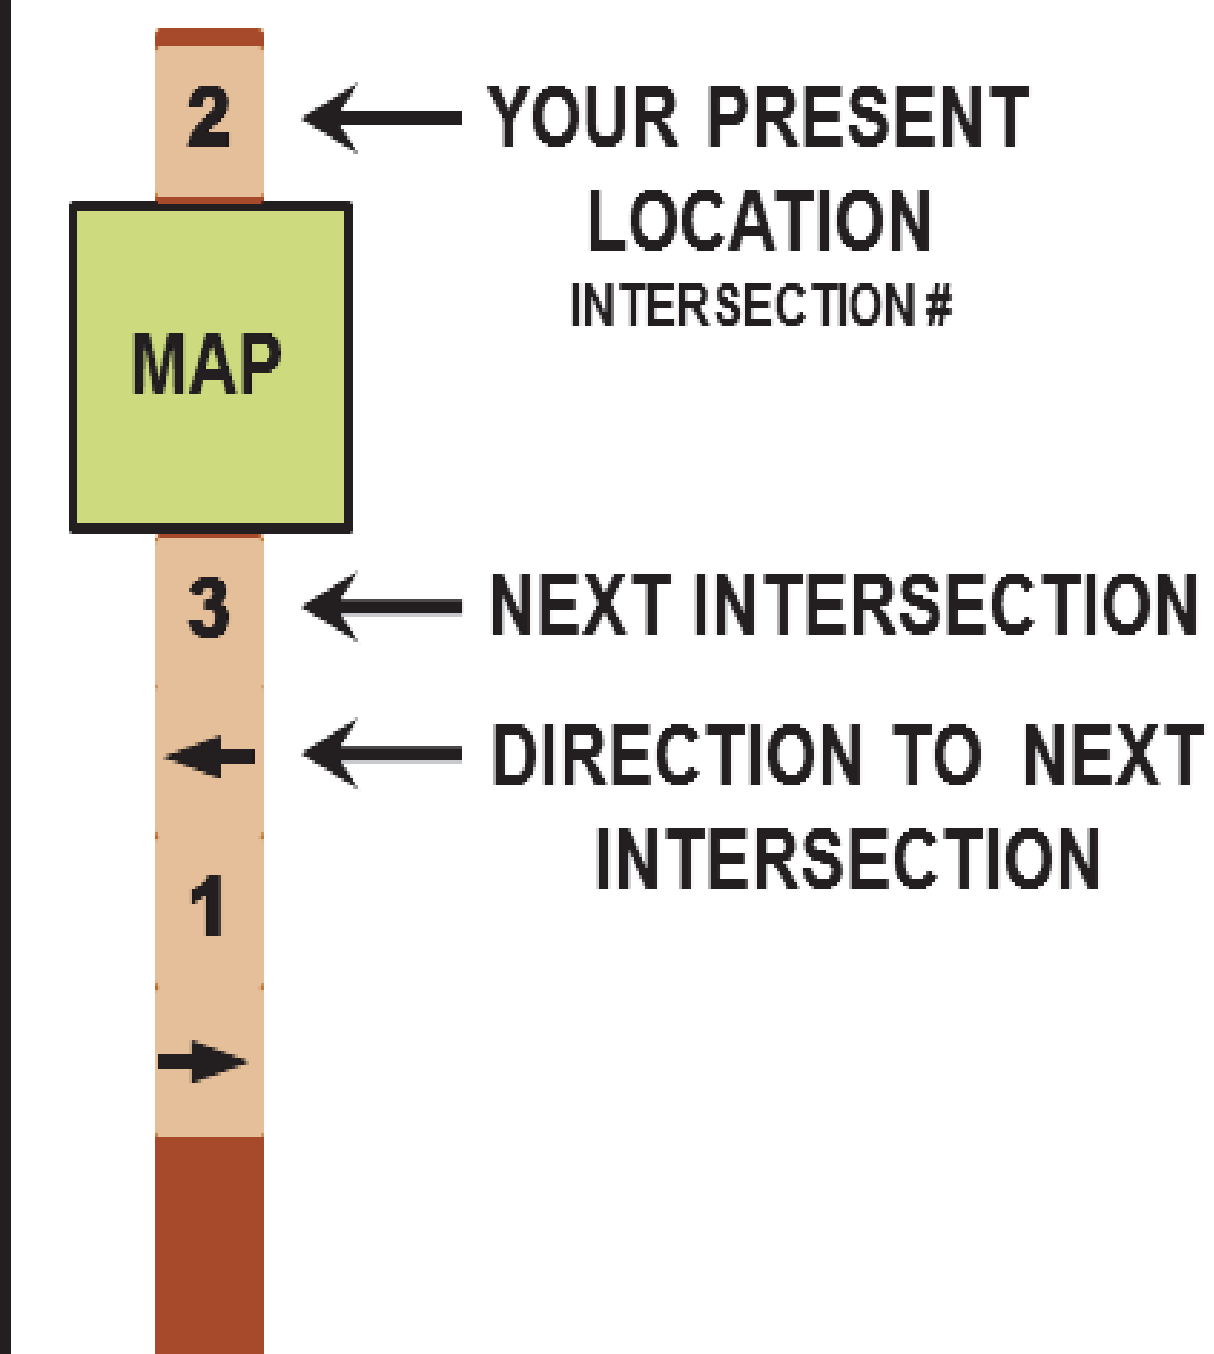 2
YOUR PRESENT
LOCATION
INTERSECTION #
MAP
3
NEXT INTERSECTION
DIRECTION TO NEXT
INTERSECTION
1